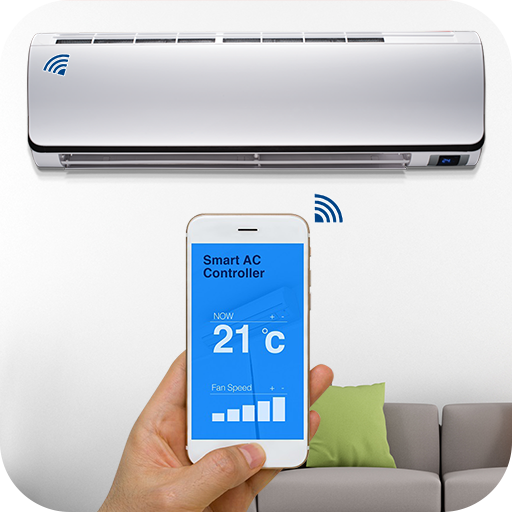 Smart AC
Controller
NOW + -
21 °C
Fan Speed + -